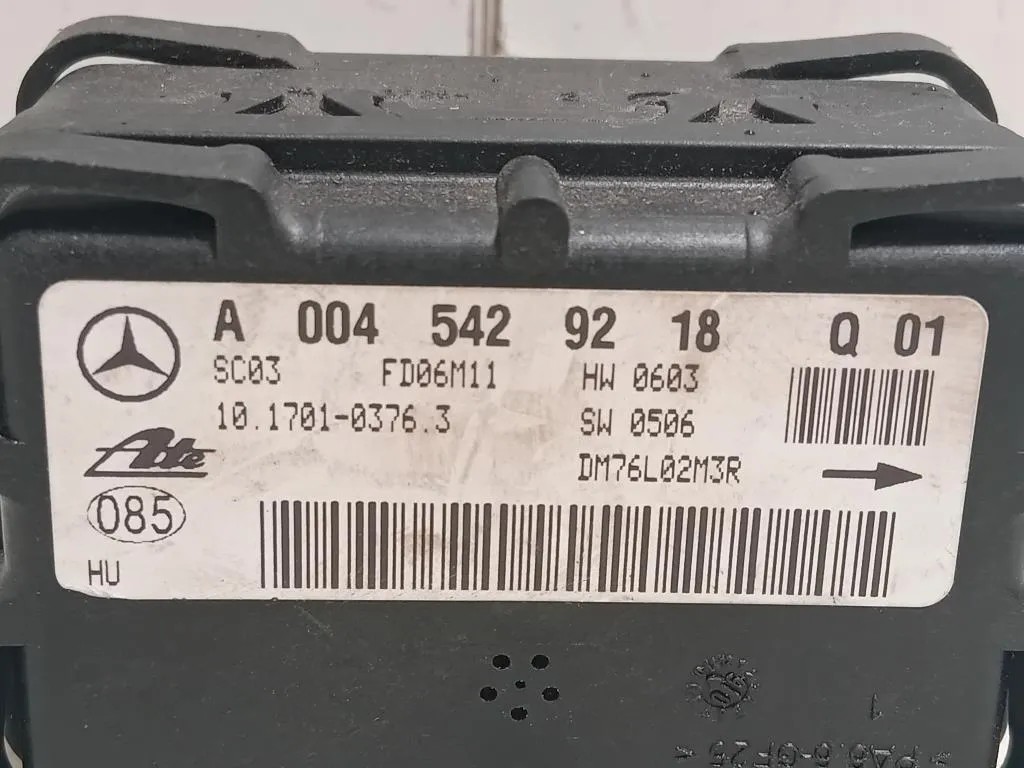 A 004 542 92 18 Q 01
SC03 FD06M11 HW 0603
10.1701-0376.3 SW 0506
Ate DM76L02M3R
085
HU
1